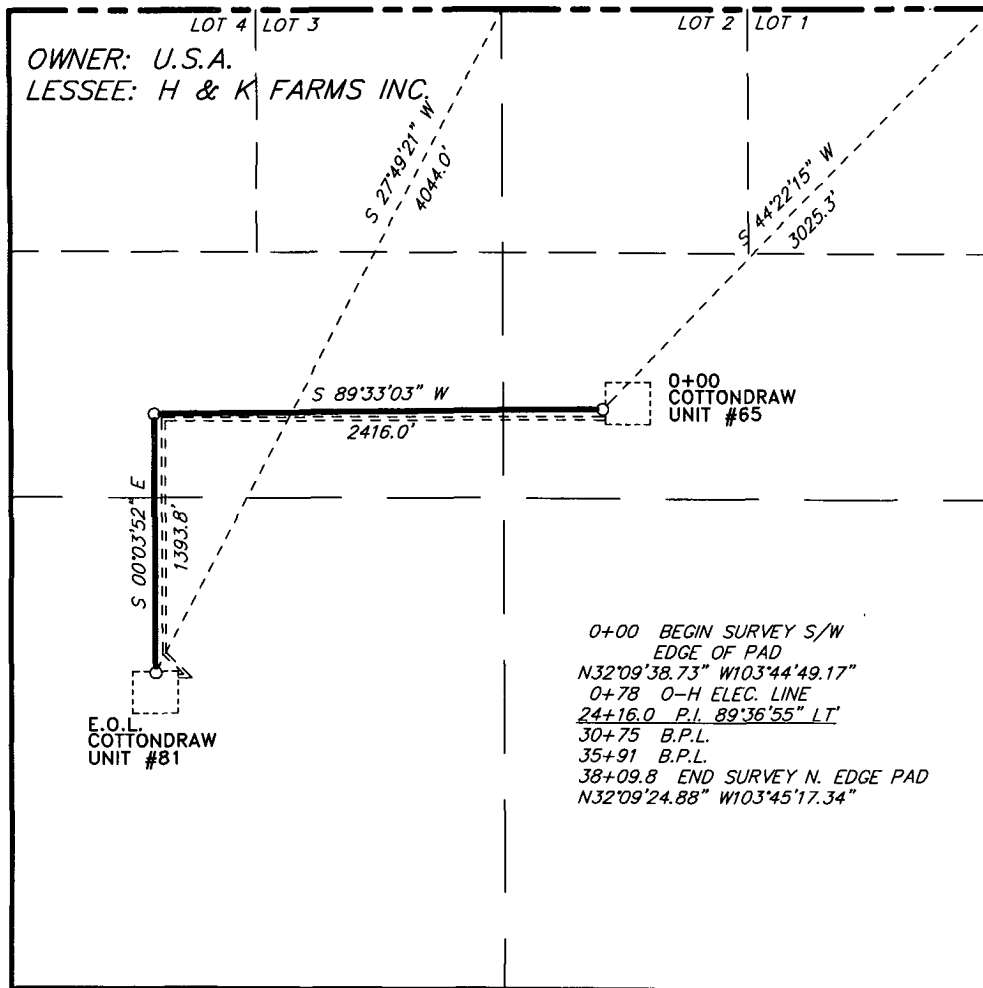 LOT 4 LOT 3
LOT 2 LOT 1
OWNER: U.S.A.
LESSEE: H & K FARMS INC.
S 27°49'21" W
4044.0'
S 44°22'15" W
3025.3'
S 89°33'03" W
2416.0'
0+00
COTTONDRAW
UNIT #65
S 00°03'52" E
1393.8'
E.O.L.
COTTONDRAW
UNIT #81
0+00 BEGIN SURVEY S/W
EDGE OF PAD
N32°09'38.73" W103°44'49.17"
0+78 O-H ELEC. LINE
24+16.0 P.I. 89°36'55" LT'
30+75 B.P.L.
35+91 B.P.L.
38+09.8 END SURVEY N. EDGE PAD
N32°09'24.88" W103°45'17.34"